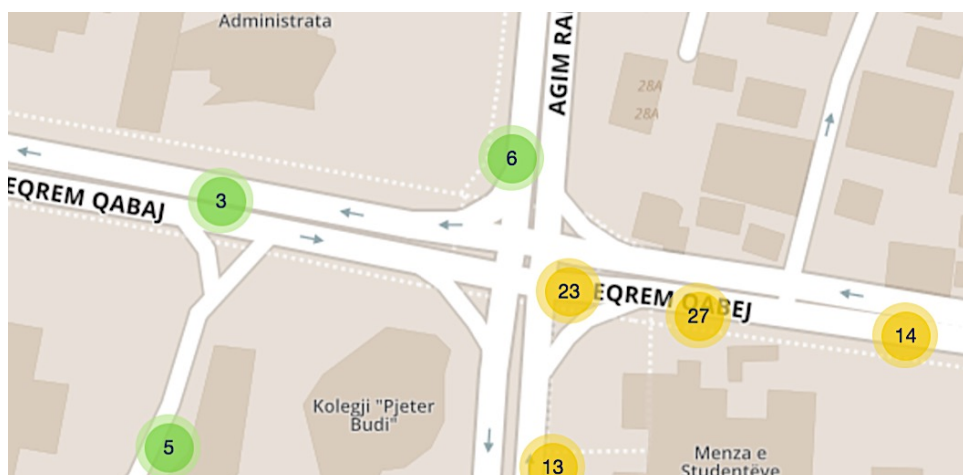 Administrata
AGIM RA
28A
28A
6
3
EQREM QABAJ
23
EQREM QABEJ
27
14
Kolegji "Pjeter
Budi"
5
13
Menza e
Studentëve